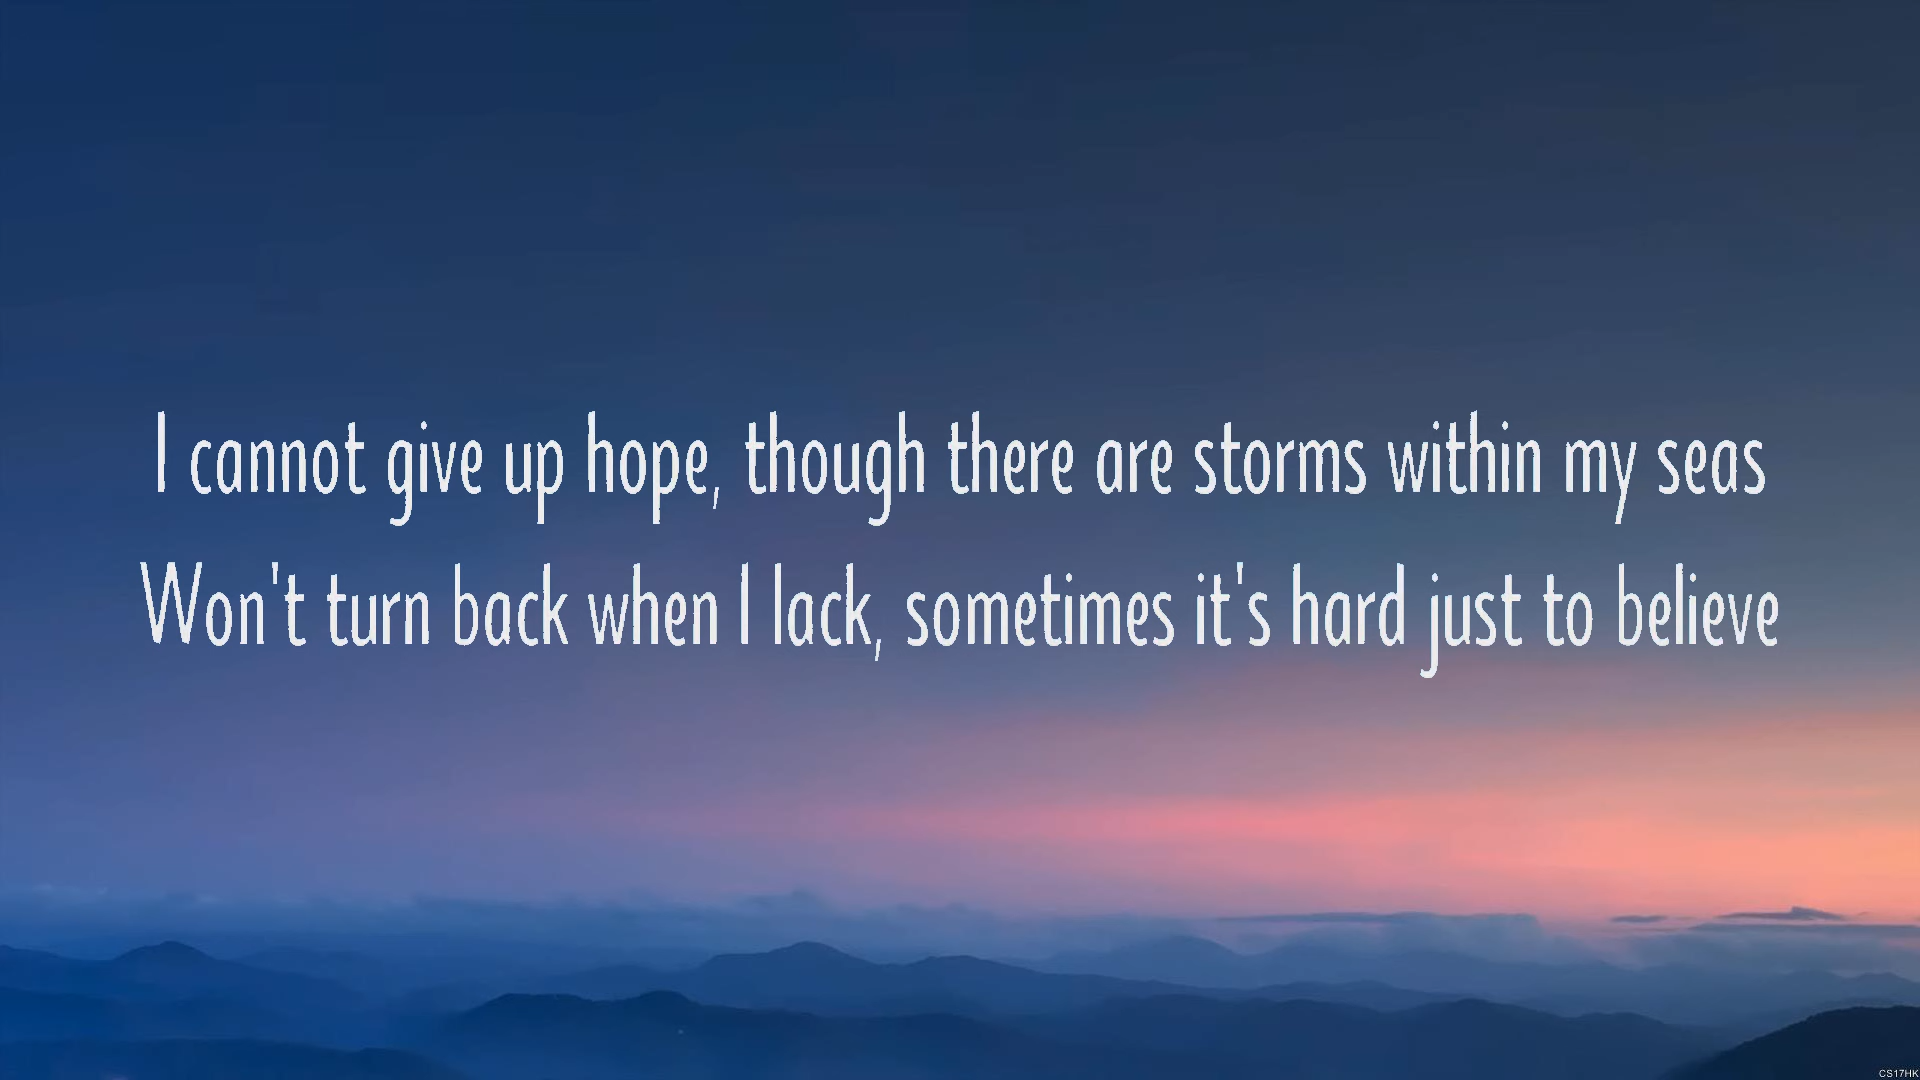 I cannot give up hope, though there are storms within my seas
Won't turn back when I lack, sometimes it's hard just to believe
CS17HK